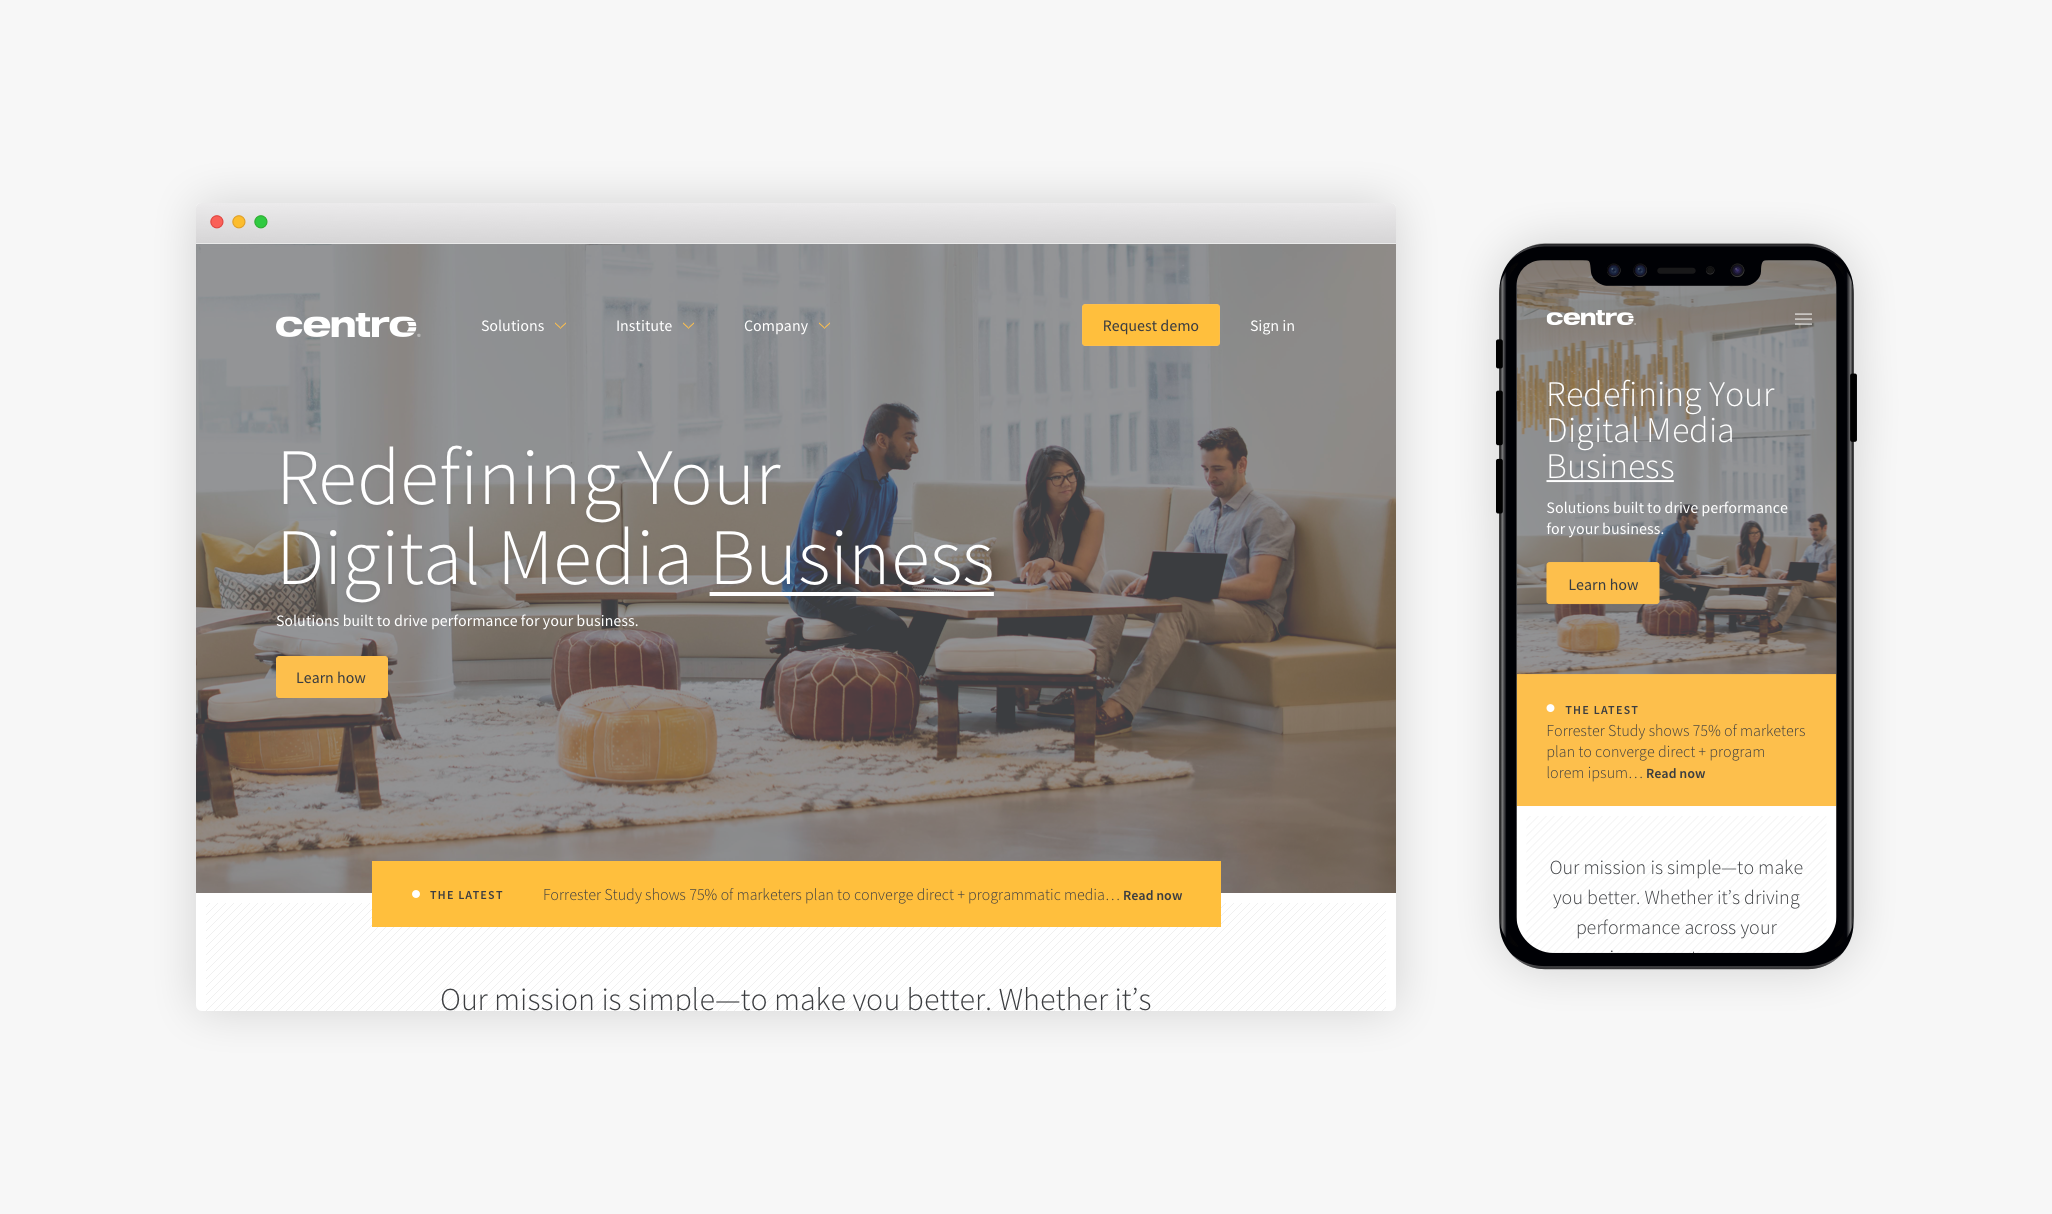 centro
Solutions
Institute
Company
Request demo
Sign in
Redefining Your
Digital Media Business
Solutions built to drive performance for your business.
Learn how
THE LATEST
Forrester Study shows 75% of marketers plan to converge direct + programmatic media... Read now
Our mission is simple—to make you better. Whether it’s
centro
Redefining Your
Digital Media
Business
Solutions built to drive performance
for your business.
Learn how
THE LATEST
Forrester Study shows 75% of marketers
plan to converge direct + program
lorem ipsum... Read now
Our mission is simple—to make
you better. Whether it’s driving
performance across your